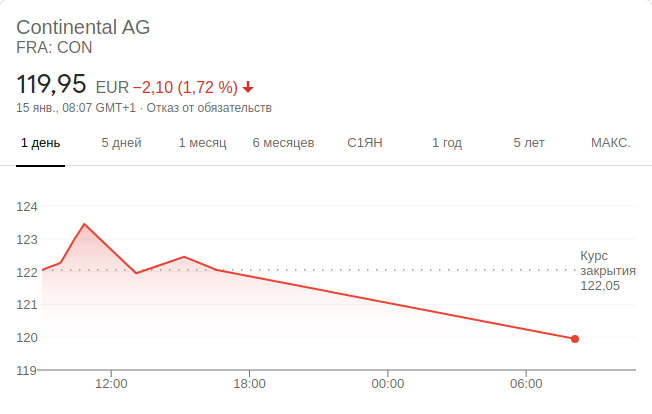 Continental AG
FRA: CON
119,95 EUR −2,10 (1,72 %)
15 янв., 08:07 GMT+1 · Отказ от обязательств
1 день 5 дней 1 месяц 6 месяцев С1ЯН 1 год 5 лет МАКС.
124
123
Курс
122 закрытия
122,05
121
120
119
12:00 18:00 00:00 06:00